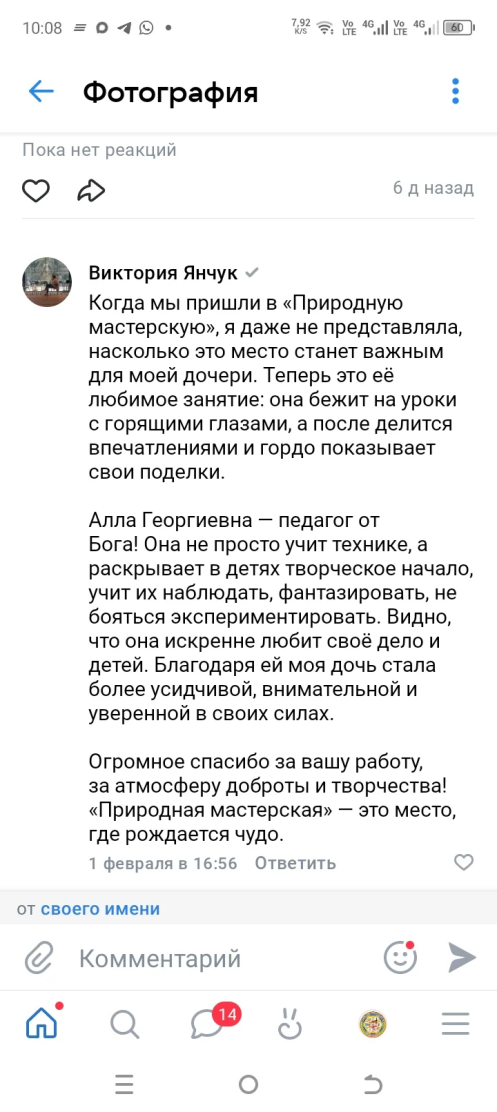 10:08
7,92 K/S
Vo LTE
4G
Vo LTE
4G
60
Фотография
Пока нет реакций
6 д назад
Виктория Янчук
Когда мы пришли в «Природную
мастерскую», я даже не представляла,
насколько это место станет важным
для моей дочери. Теперь это её
любимое занятие: она бежит на уроки
с горящими глазами, а после делится
впечатлениями и гордо показывает
свои поделки.
Алла Георгиевна — педагог от
Бога! Она не просто учит технике, а
раскрывает в детях творческое начало,
учит их наблюдать, фантазировать, не
бояться экспериментировать. Видно,
что она искренне любит своё дело и
детей. Благодаря ей моя дочь стала
более усидчивой, внимательной и
уверенной в своих силах.
Огромное спасибо за вашу работу,
за атмосферу доброты и творчества!
«Природная мастерская» — это место,
где рождается чудо.
1 февраля в 16:56 Ответить
от своего имени
Комментарий
14